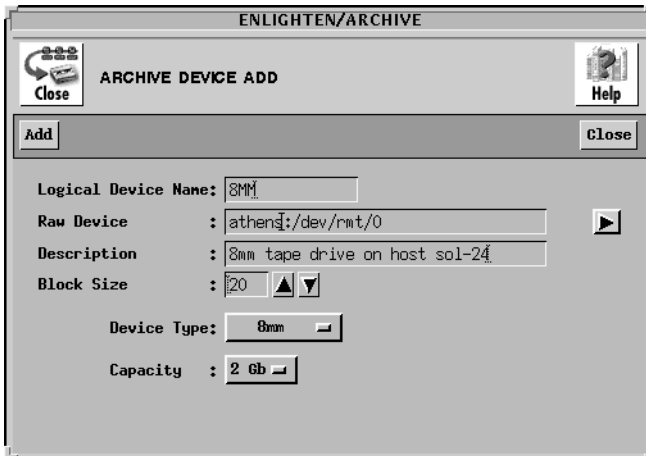 ENLIGHTEN/ARCHIVE
Close
ARCHIVE DEVICE ADD
Help
Add
Close
Logical Device Name: 8MM
Raw Device : athens:/dev/rmt/0
Description : 8mm tape drive on host sol-24
Block Size : 20
Device Type: 8mm
Capacity : 2 Gb